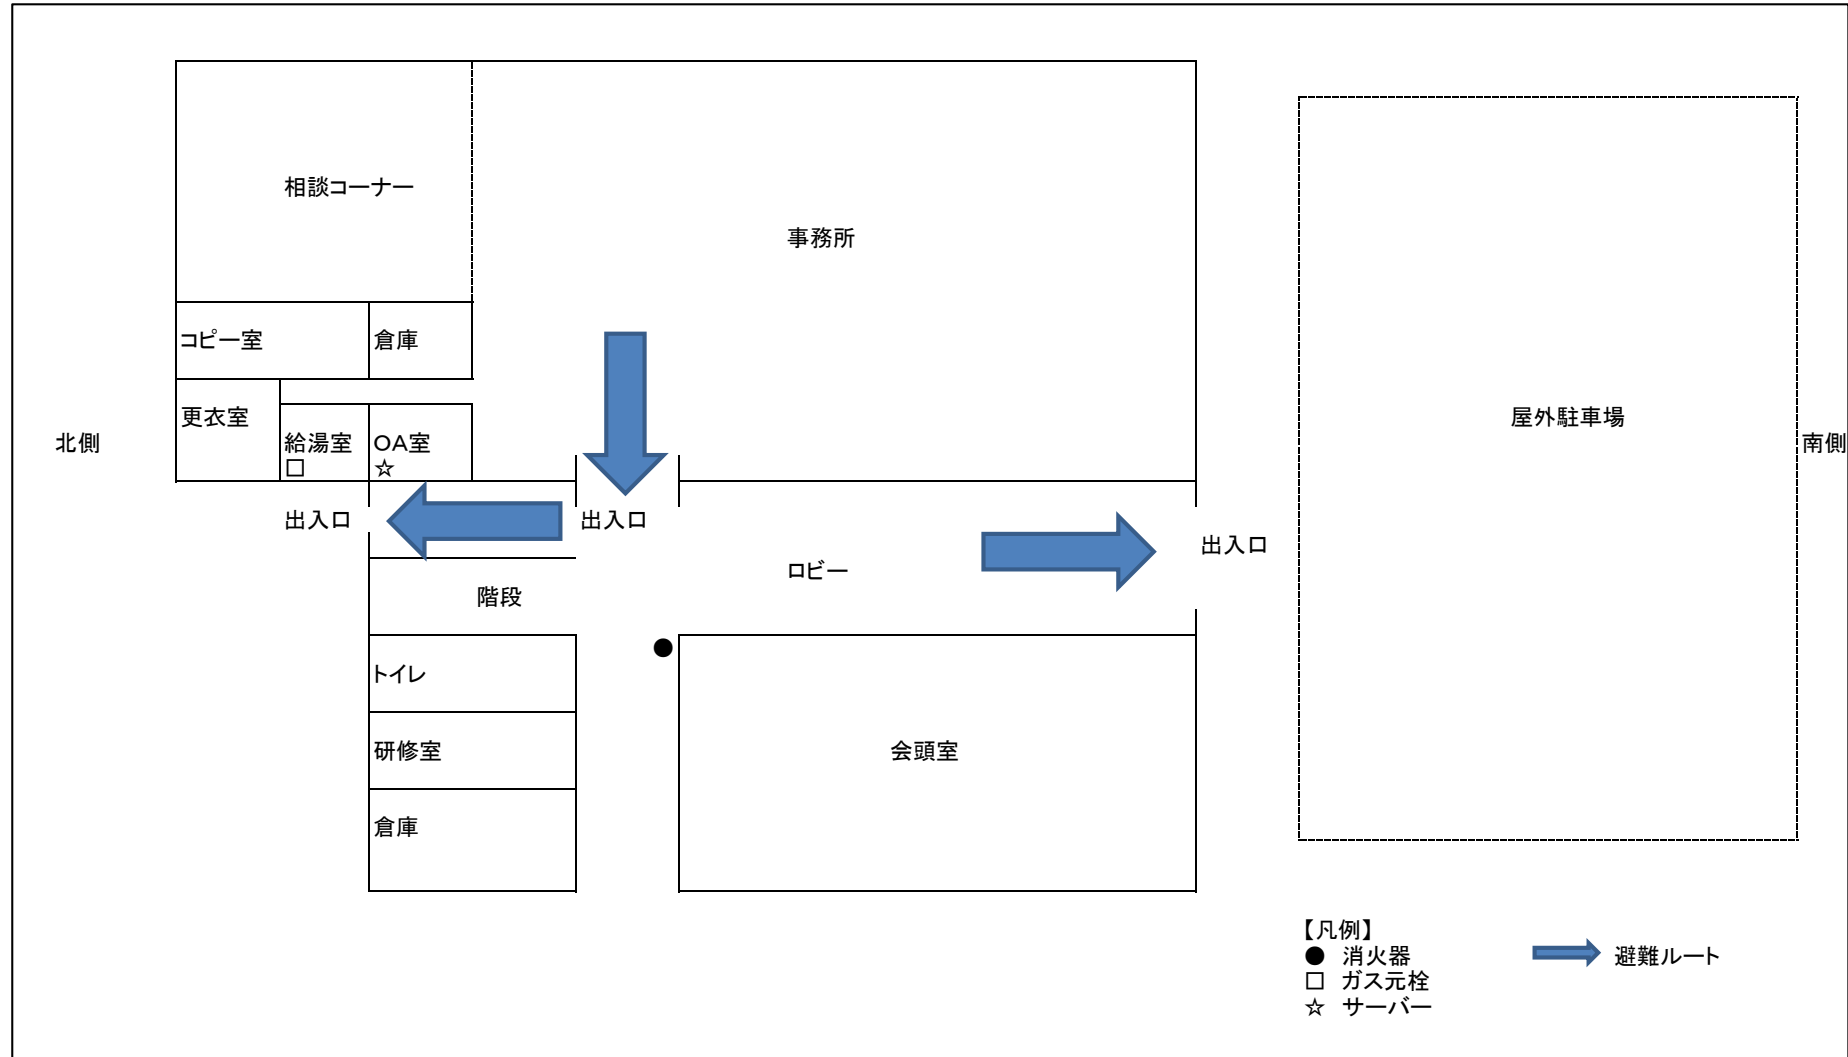 相談コーナー
事務所
コピー室
倉庫
更衣室
屋外駐車場
北側
給湯室
OA室
南側
□
☆
出入口
出入口
出入口
ロビー
階段
●
トイレ
研修室
会頭室
倉庫
【凡例】
● 消火器
避難ルート
□ ガス元栓
☆ サーバー